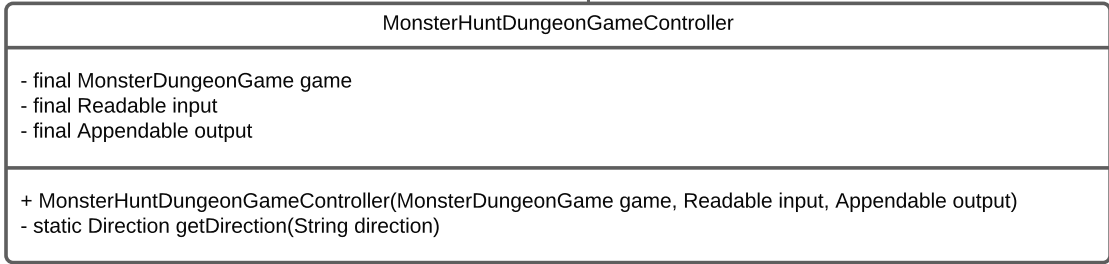 MonsterHuntDungeonGameController
- final MonsterDungeonGame game
- final Readable input
- final Appendable output
+ MonsterHuntDungeonGameController(MonsterDungeonGame game, Readable input, Appendable output)
- static Direction getDirection(String direction)